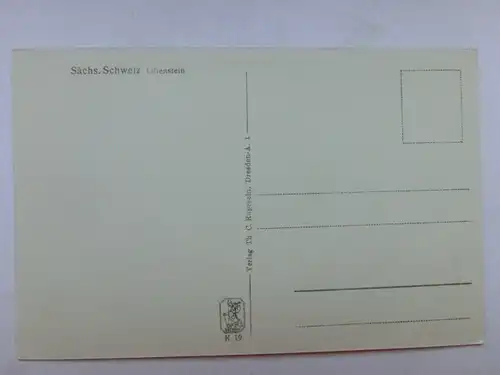 Sächs. Schweiz Lilienstein
Verlag Th. C. Ruprecht, Dresden-A. 1
K 19